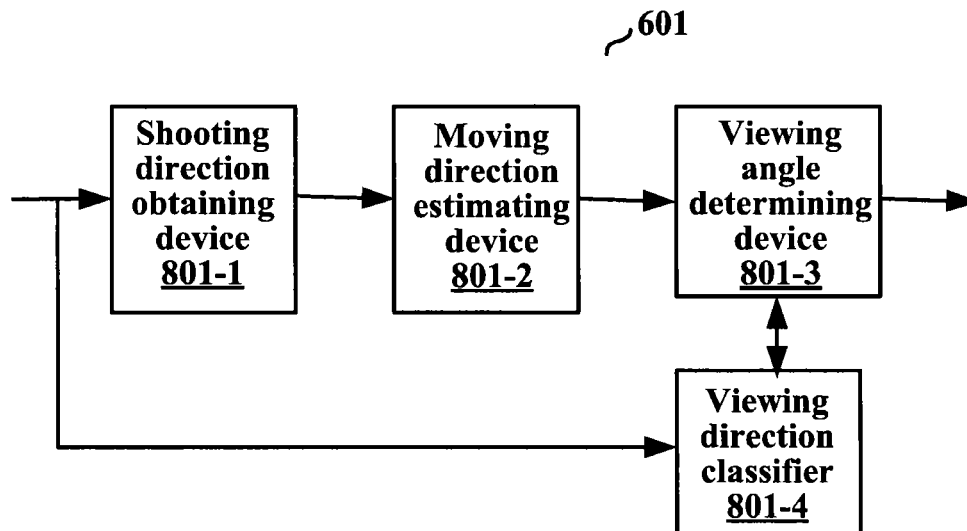 601
Shooting
direction
obtaining
device
801-1
Moving
direction
estimating
device
801-2
Viewing
angle
determining
device
801-3
Viewing
direction
classifier
801-4